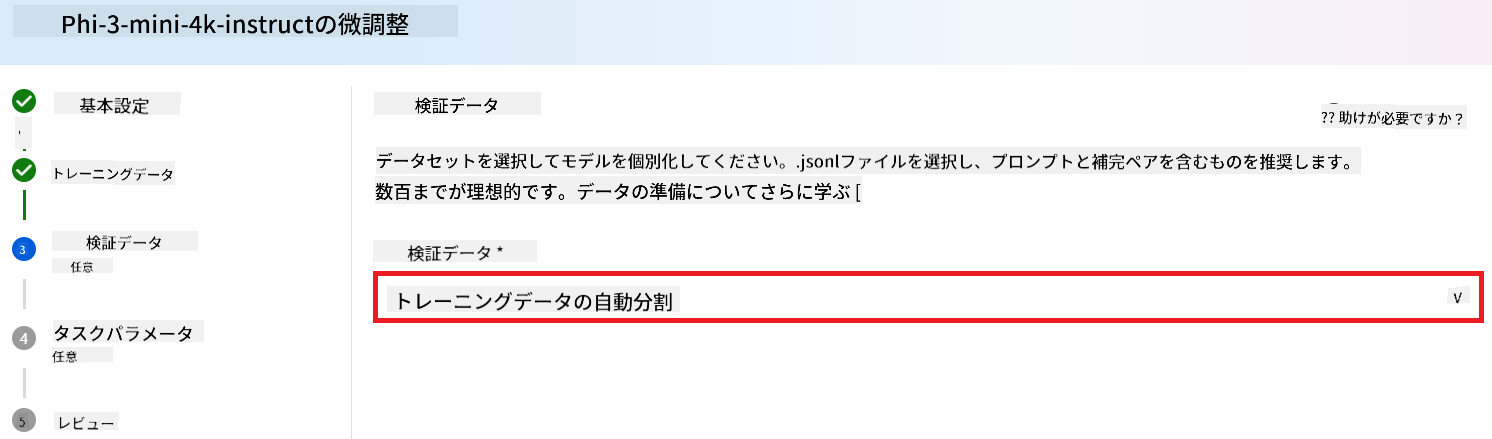 Phi-3-mini-4k-instructの微調整
基本設定
トレーニングデータ
3
検証データ
任意
4
タスクパラメータ
任意
5
レビュー
検証データ
?? 助けが必要ですか？
データセットを選択してモデルを個別化してください。.jsonlファイルを選択し、プロンプトと補完ペアを含むものを推奨します。
数百までが理想的です。データの準備についてさらに学ぶ [
検証データ *
トレーニングデータの自動分割
V